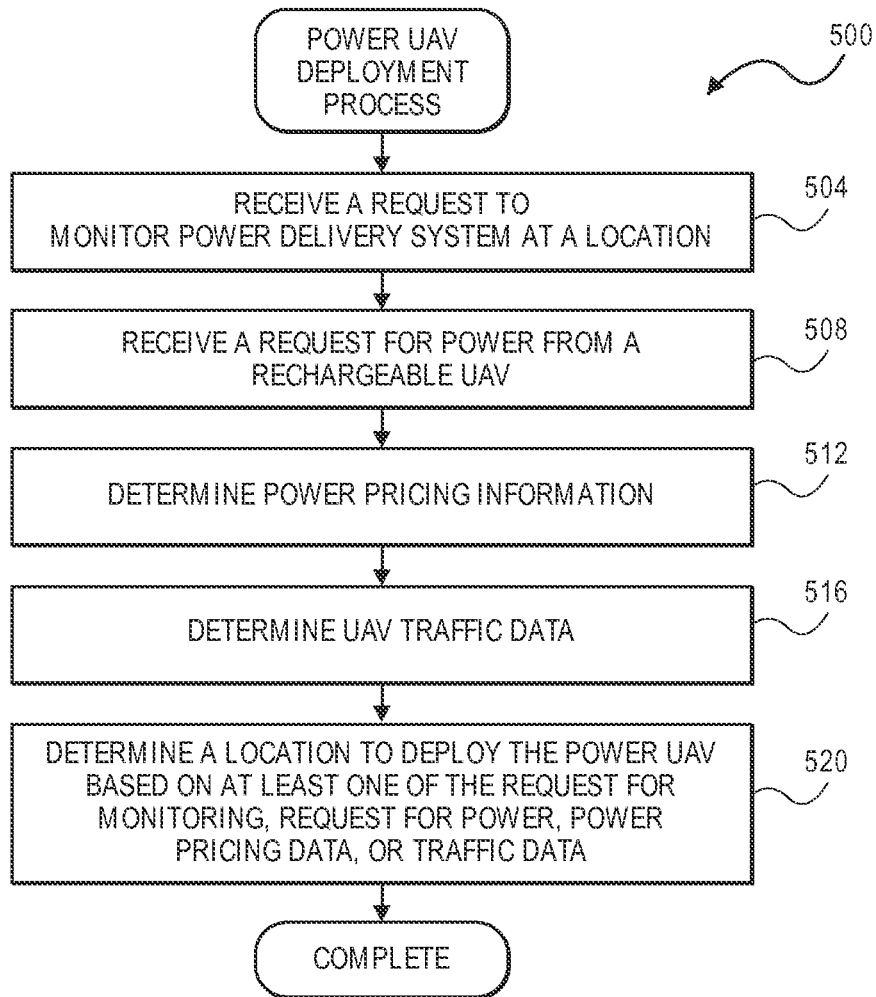 POWER UAV
DEPLOYMENT
PROCESS
500
RECEIVE A REQUEST TO
MONITOR POWER DELIVERY SYSTEM AT A LOCATION
504
RECEIVE A REQUEST FOR POWER FROM A
RECHARGEABLE UAV
508
DETERMINE POWER PRICING INFORMATION
512
DETERMINE UAV TRAFFIC DATA
516
DETERMINE A LOCATION TO DEPLOY THE POWER UAV
BASED ON AT LEAST ONE OF THE REQUEST FOR
MONITORING, REQUEST FOR POWER, POWER
PRICING DATA, OR TRAFFIC DATA
520
COMPLETE